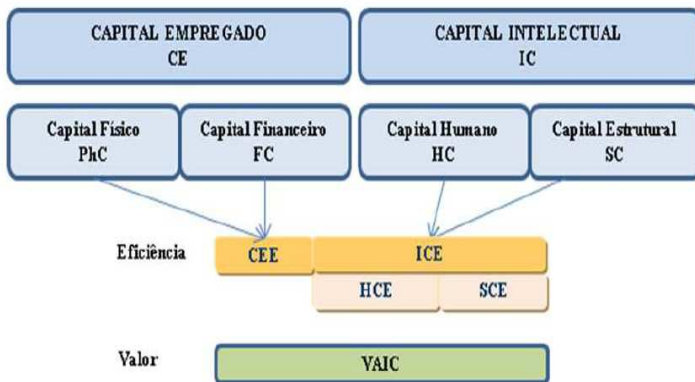 CAPITAL EMPREGADO
CE
CAPITAL INTELECTUAL
IC
Capital Físico
PhC
Capital Financeiro
FC
Capital Humano
HC
Capital Estrutural
SC
Eficiência
CEE
ICE
HCE
SCE
Valor
VAIC